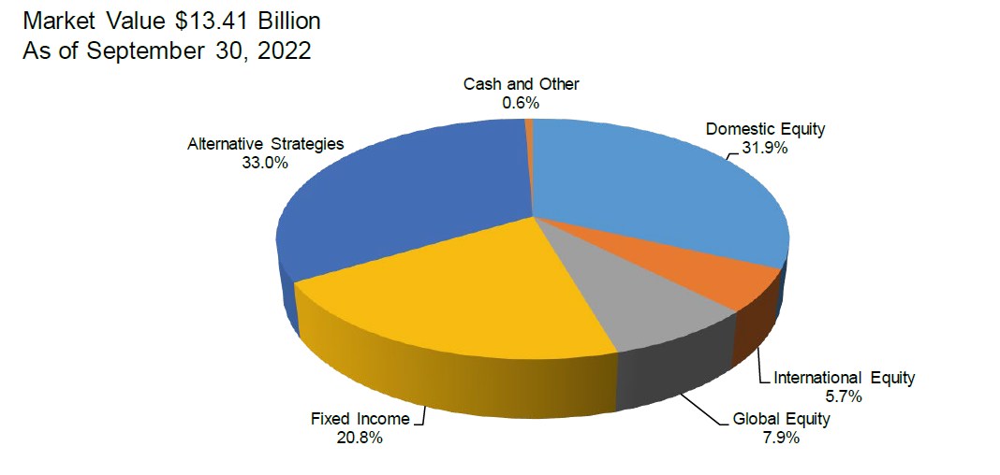 Market Value $13.41 Billion
As of September 30, 2022
Cash and Other
0.6%
Domestic Equity
31.9%
Alternative Strategies
33.0%
International Equity
5.7%
Global Equity
7.9%
Fixed Income
20.8%